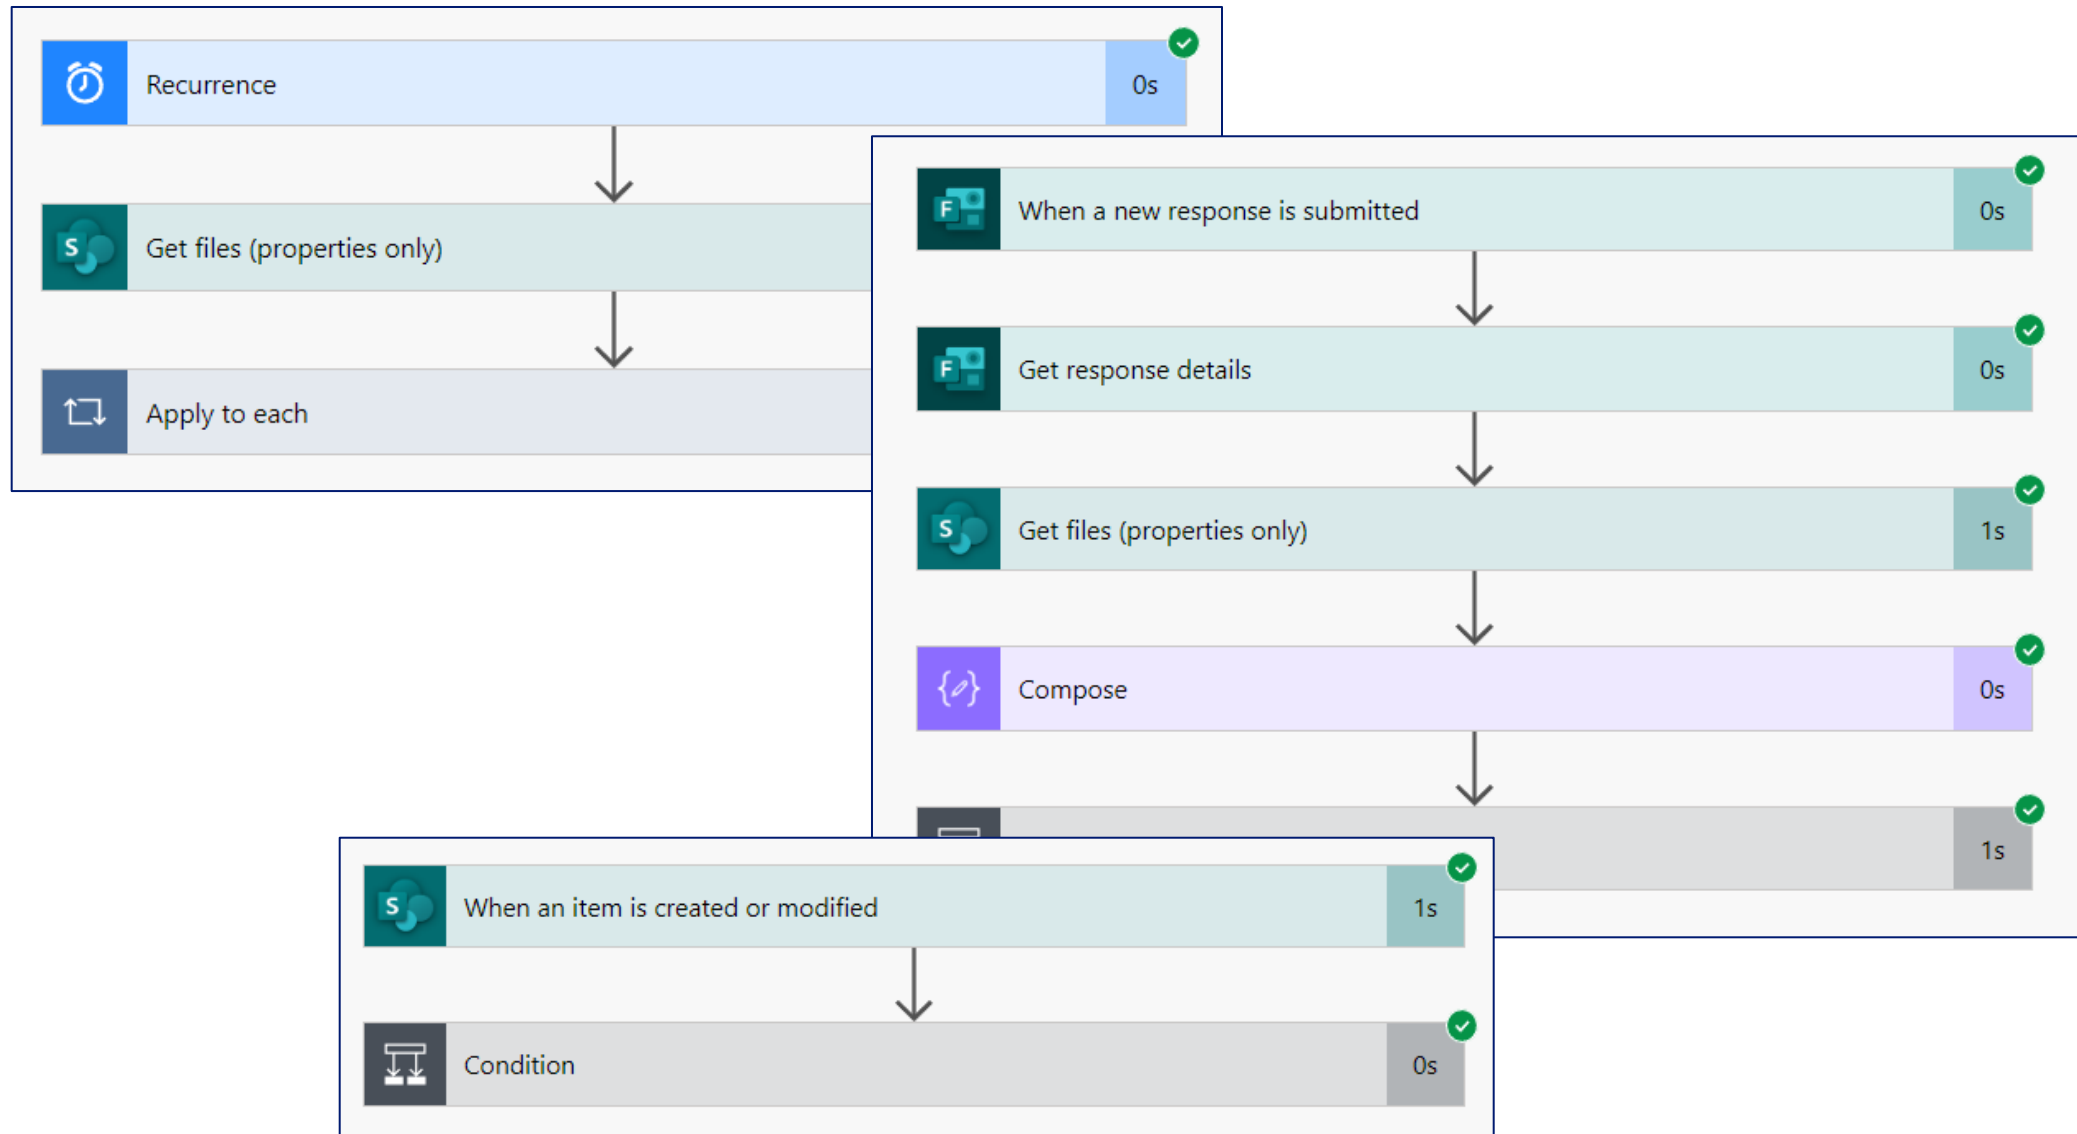 Recurrence
0s
Get files (properties only)
Apply to each
F
When a new response is submitted
0s
F
Get response details
0s
S
Get files (properties only)
1s
Compose
0s
1s
S
When an item is created or modified
1s
Condition
0s
S